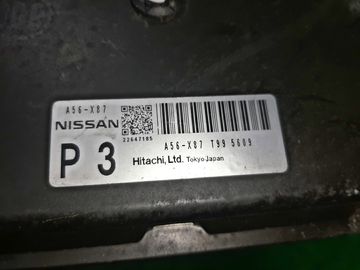 A56-X87
NISSAN
22647185
A56-X87 T99 5609
P 3
Hitachi, Ltd. Tokyo Japan